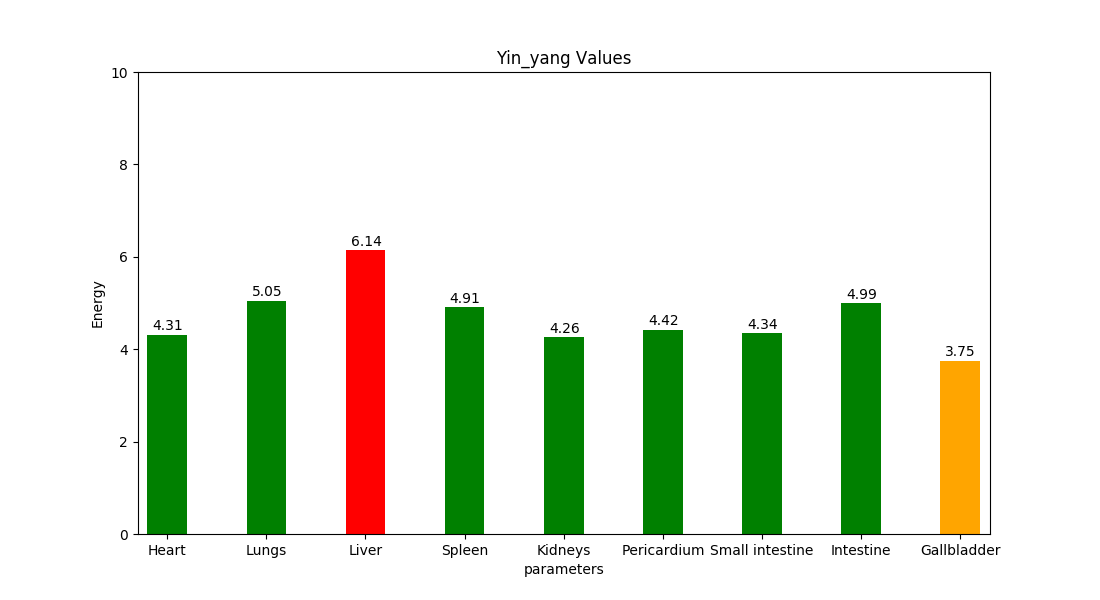 Yin_yang Values
Energy
10
8
6
4
2
0
4.31
5.05
6.14
4.91
4.26
4.42
4.34
4.99
3.75
Heart
Lungs
Liver
Spleen
Kidneys
Pericardium
Small intestine
Intestine
Gallbladder
parameters